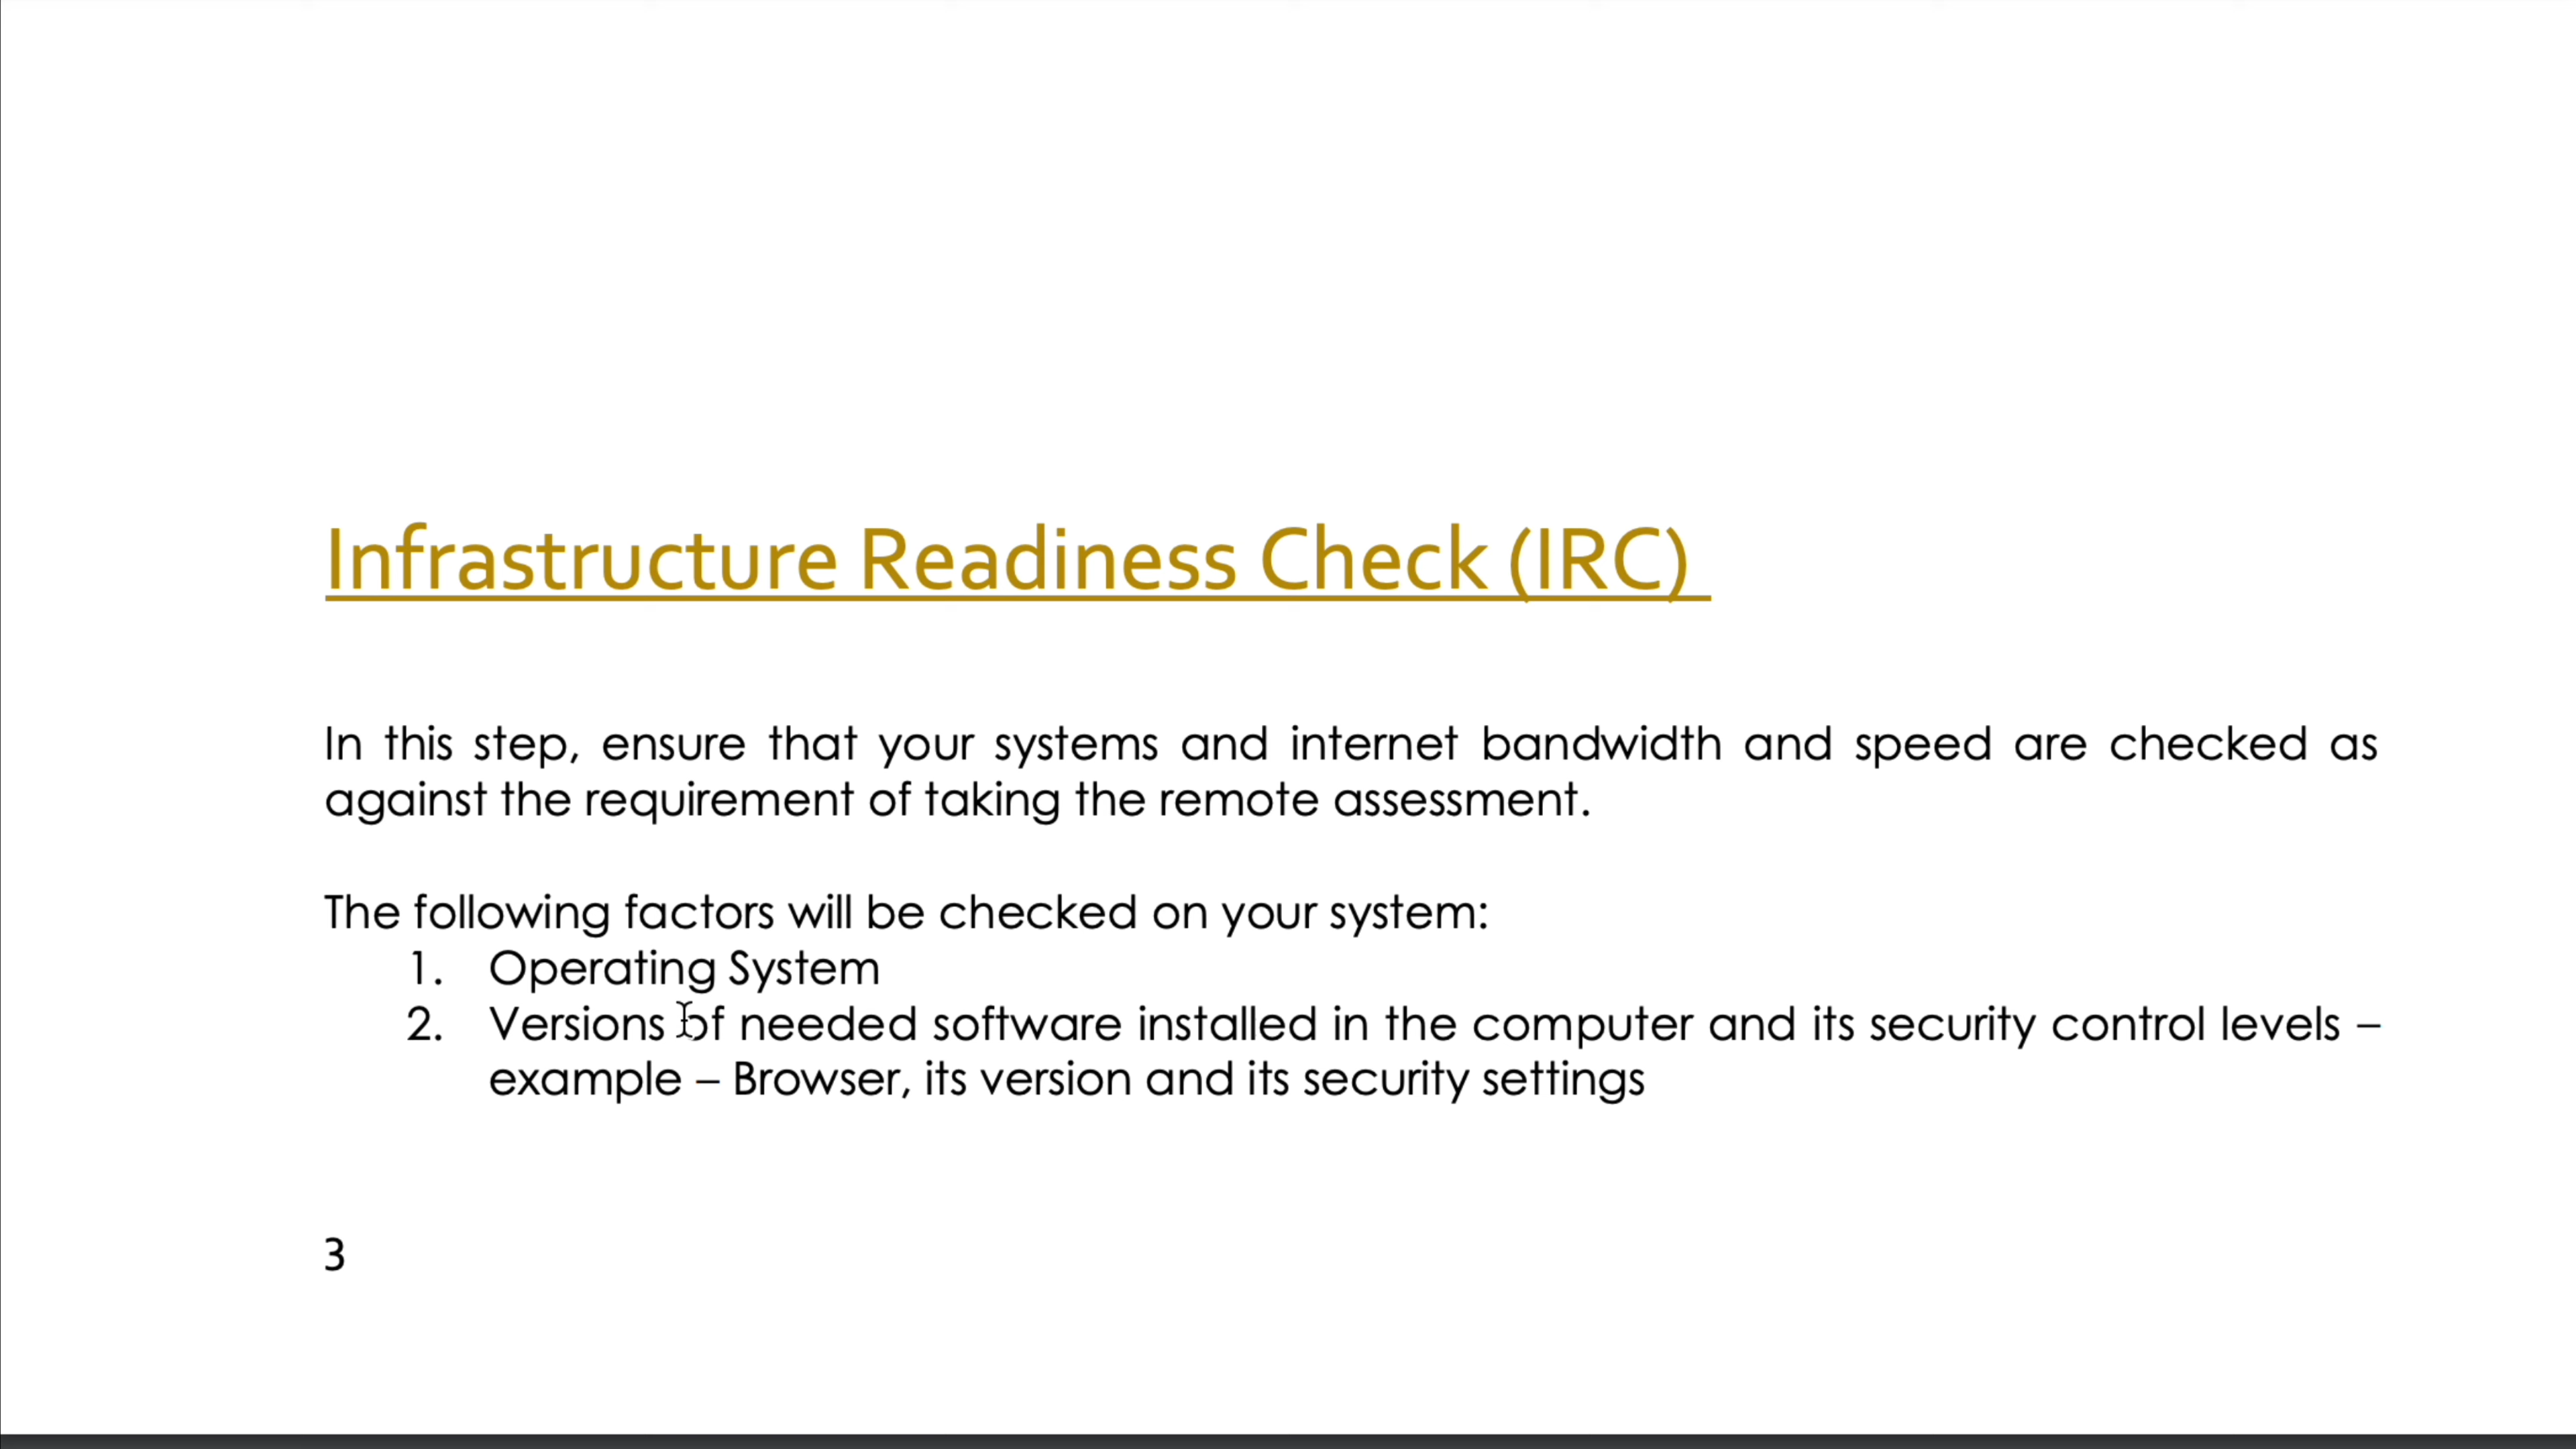 Infrastructure Readiness Check (IRC)
In this step, ensure that your systems and internet bandwidth and speed are checked as
against the requirement of taking the remote assessment.
The following factors will be checked on your system:
1. Operating System
2. Versions of needed software installed in the computer and its security control levels –
example – Browser, its version and its security settings
3